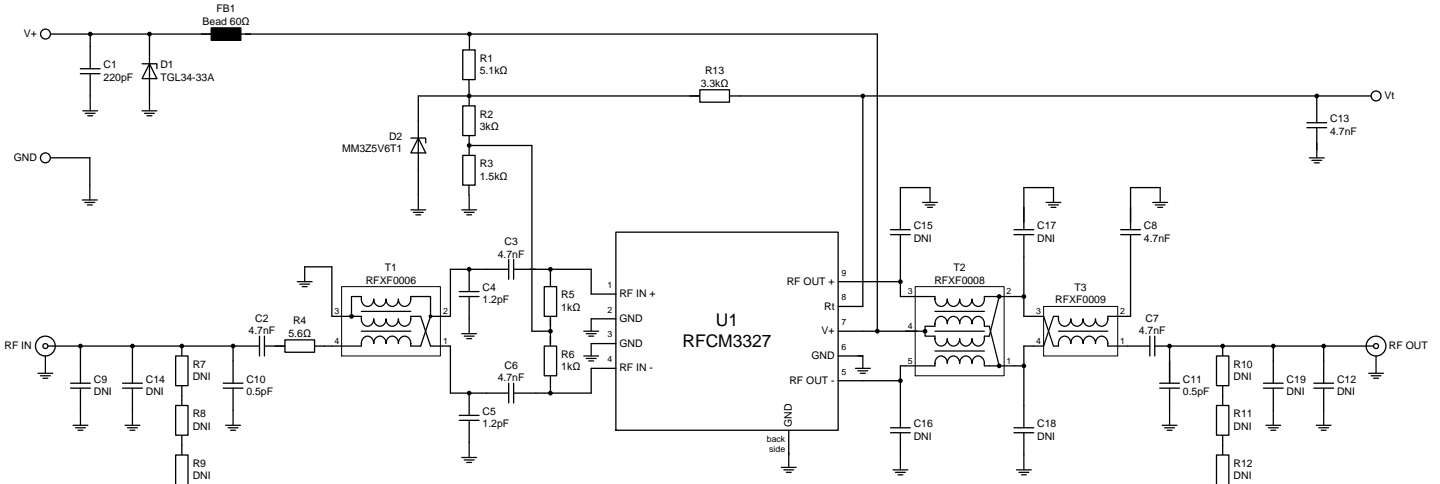 FB1
Bead 60Ω
V+
C1
220pF
D1
TGL34-33A
R1
5.1kΩ
R13
3.3kΩ
Vt
C13
4.7nF
R2
3kΩ
D2
MM3Z5V6T1
GND
R3
1.5kΩ
C15
DNI
C17
DNI
C8
4.7nF
C3
4.7nF
T1
RFXF0006
C4
1.2pF
T2
RFXF0008
T3
RFXF0009
3
2
4
1
C2
4.7nF
R4
5.6Ω
RF IN
R5
1kΩ
R6
1kΩ
C6
4.7nF
C5
1.2pF
1
RF IN +
2
GND
3
GND
4
RF IN -
U1
RFCM3327
RF OUT +
9
Rt
8
V+
7
GND
6
RF OUT -
5
GND
back
side
3
2
4
5
1
3
2
4
1
C7
4.7nF
RF OUT
C9
DNI
C14
DNI
R7
DNI
C10
0.5pF
R8
DNI
R9
DNI
C16
DNI
C18
DNI
C11
0.5pF
R10
DNI
C19
DNI
C12
DNI
R11
DNI
R12
DNI